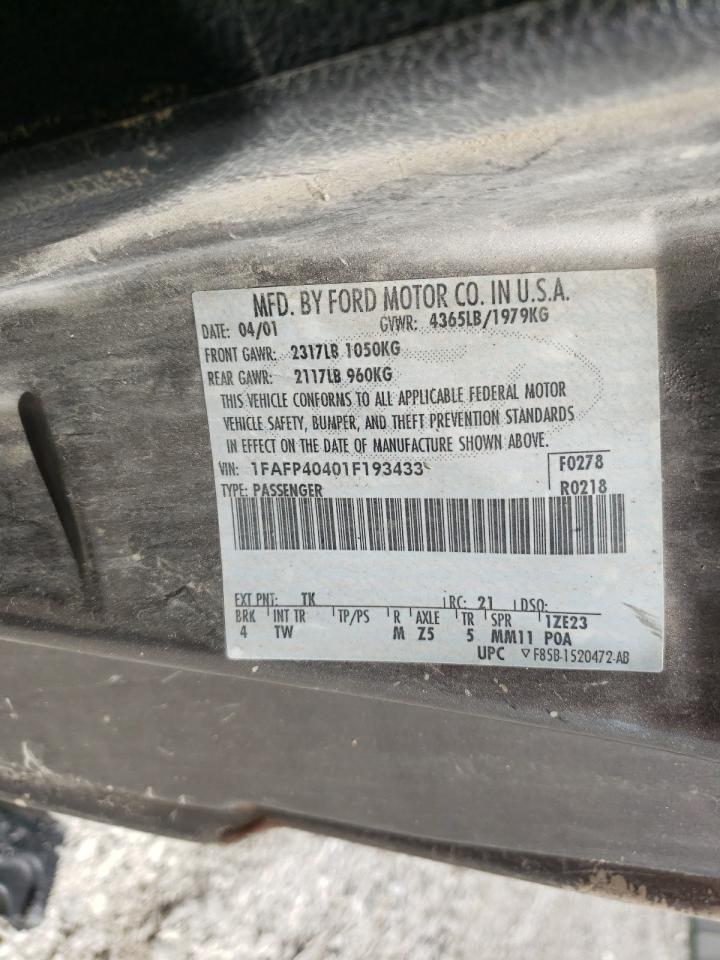 MFD. BY FORD MOTOR CO. IN U.S.A.
DATE: 04/01 GVWR: 4365LB/1979KG
FRONT GAWR: 2317LB 1050KG
REAR GAWR: 2117LB 960KG
THIS VEHICLE CONFORMS TO ALL APPLICABLE FEDERAL MOTOR
VEHICLE SAFETY, BUMPER, AND THEFT PREVENTION STANDARDS
IN EFFECT ON THE DATE OF MANUFACTURE SHOWN ABOVE.
VIN: 1FAFP40401F193433 F0278
TYPE: PASSENGER R0218
EXT PNT: TK RC: 21 DSO:
BRK INT TR TP/PS R AXLE TR SPR 1ZE23
4 TW M Z5 5 MM11 POA
UPC ▽F85B-1520472-AB